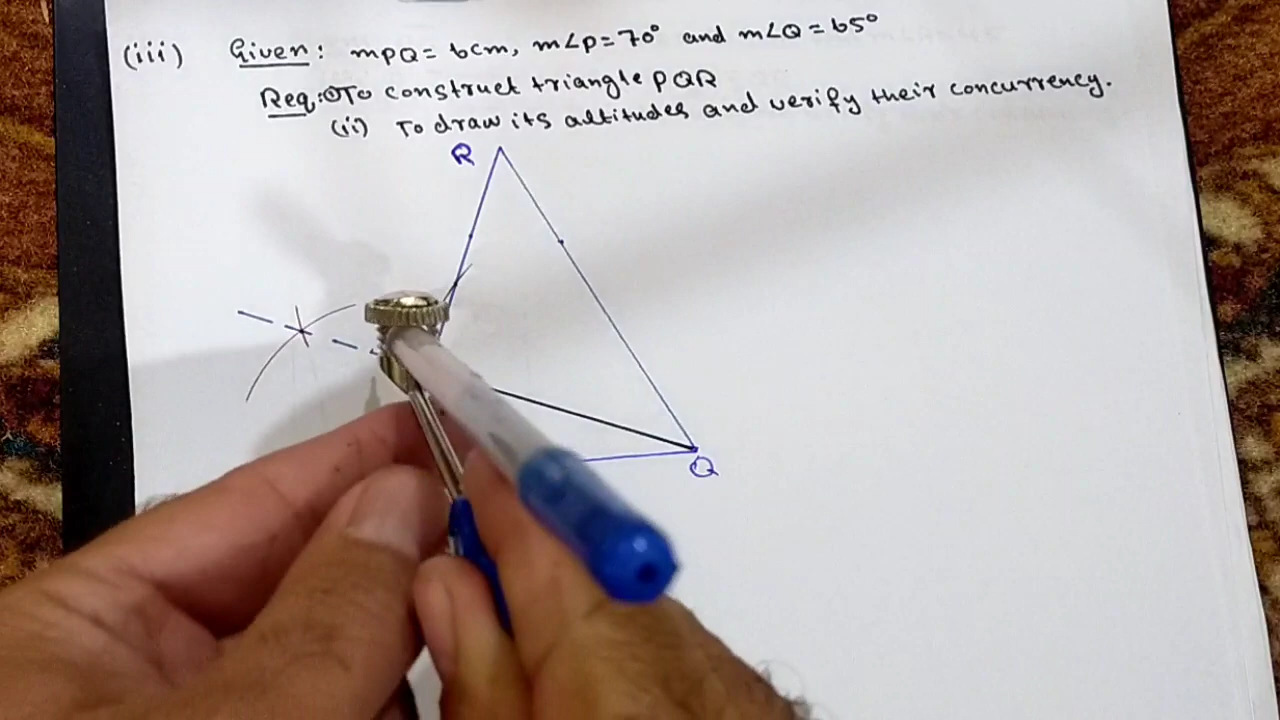 (iii) Given: mPQ = 6cm, m∠P = 70° and m∠Q = 65°
Req: (i) To construct triangle PQR
(ii) To draw its altitudes and verify their concurrency.
R
Q